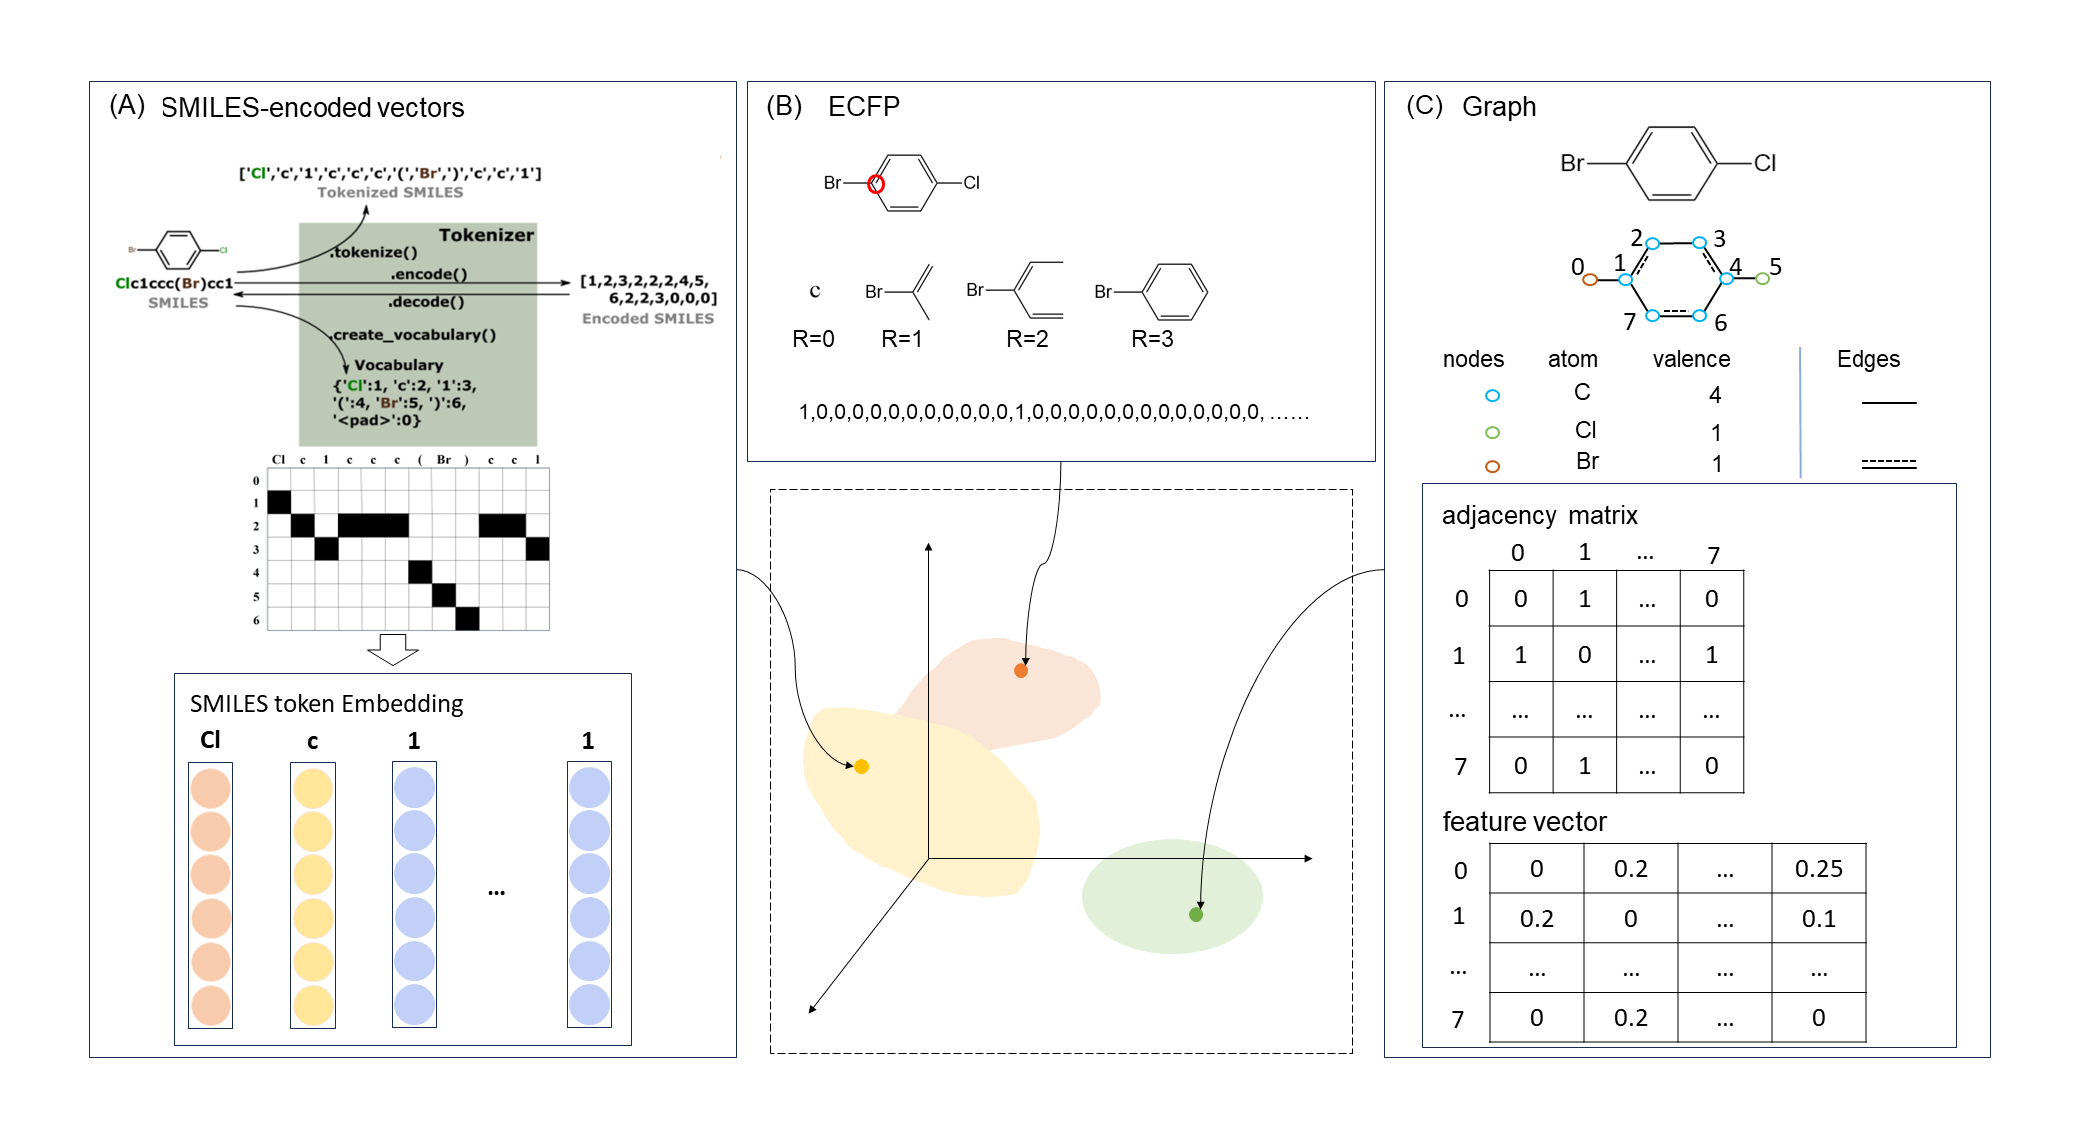 (A) SMILES-encoded vectors
['Cl','c','1','c','c','c','(','Br',')','c','c','1']
Tokenized SMILES
Tokenizer
.tokenize()
Br Cl
.encode()
Clc1ccc(Br)cc1
SMILES
[1,2,3,2,2,2,4,5,
6,2,2,3,0,0,0]
Encoded SMILES
.decode()
.create_vocabulary()
Vocabulary
{'Cl':1, 'c':2, '1':3,
'(':4, 'Br':5, ')':6,
'<pad>':0}
Cl c 1 c c c ( Br ) c c 1
0
1
2
3
4
5
6
SMILES token Embedding
Cl c 1 1
...
(B) ECFP
Br Cl
c Br Br Br
R=0 R=1 R=2 R=3
1,0,0,0,0,0,0,0,0,0,0,0,1,0,0,0,0,0,0,0,0,0,0,0,0,0, ......
(C) Graph
Br Cl
2 3
0 1 4 5
7 6
nodes atom valence Edges
C 4
Cl 1
Br 1
adjacency matrix
0 1 ... 7
0 0 1 ... 0
1 1 0 ... 1
... ... ... ... ...
7 0 1 ... 0
feature vector
0 0 0.2 ... 0.25
1 0.2 0 ... 0.1
... ... ... ... ...
7 0 0.2 ... 0